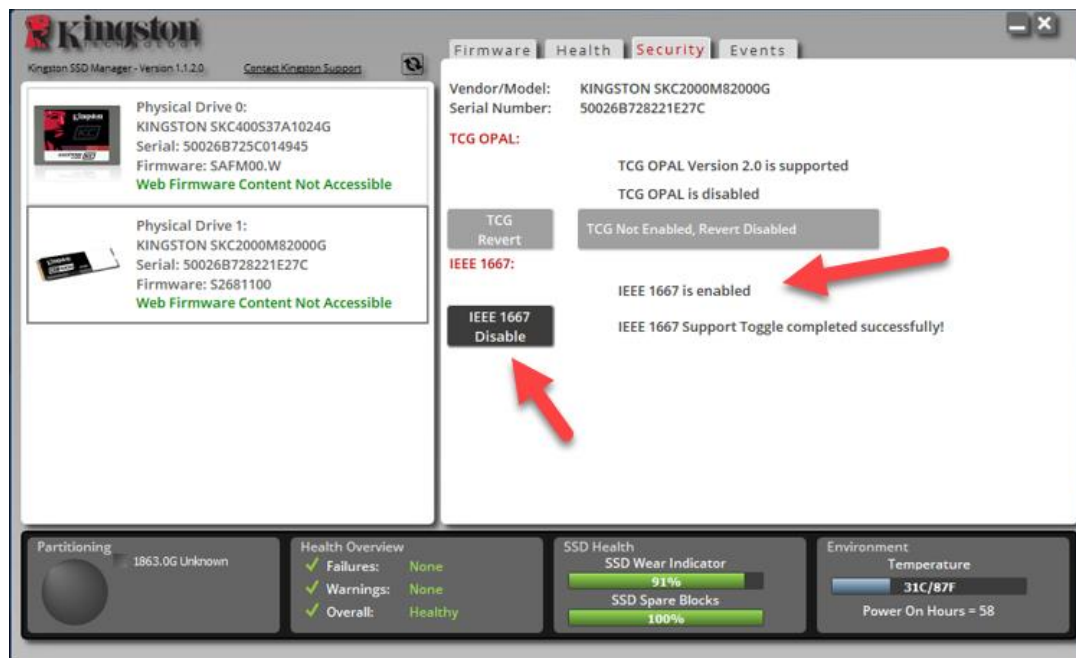 Kingston
TECHNOLOGY
Kingston SSD Manager - Version 1.1.2.0
Contact Kingston Support
Firmware
Health
Security
Events
Physical Drive 0:
KINGSTON SKC400S37A1024G
Serial: 50026B725C014945
Firmware: SAFM00.W
Web Firmware Content Not Accessible
Physical Drive 1:
KINGSTON SKC2000M82000G
Serial: 50026B728221E27C
Firmware: S2681100
Web Firmware Content Not Accessible
Vendor/Model: KINGSTON SKC2000M82000G
Serial Number: 50026B728221E27C
TCG OPAL:
TCG OPAL Version 2.0 is supported
TCG OPAL is disabled
TCG
Revert
TCG Not Enabled, Revert Disabled
IEEE 1667:
IEEE 1667 is enabled
IEEE 1667
Disable
IEEE 1667 Support Toggle completed successfully!
Partitioning
1863.0G Unknown
Health Overview
Failures: None
Warnings: None
Overall: Healthy
SSD Health
SSD Wear Indicator
91%
SSD Spare Blocks
100%
Environment
Temperature
31C/87F
Power On Hours = 58